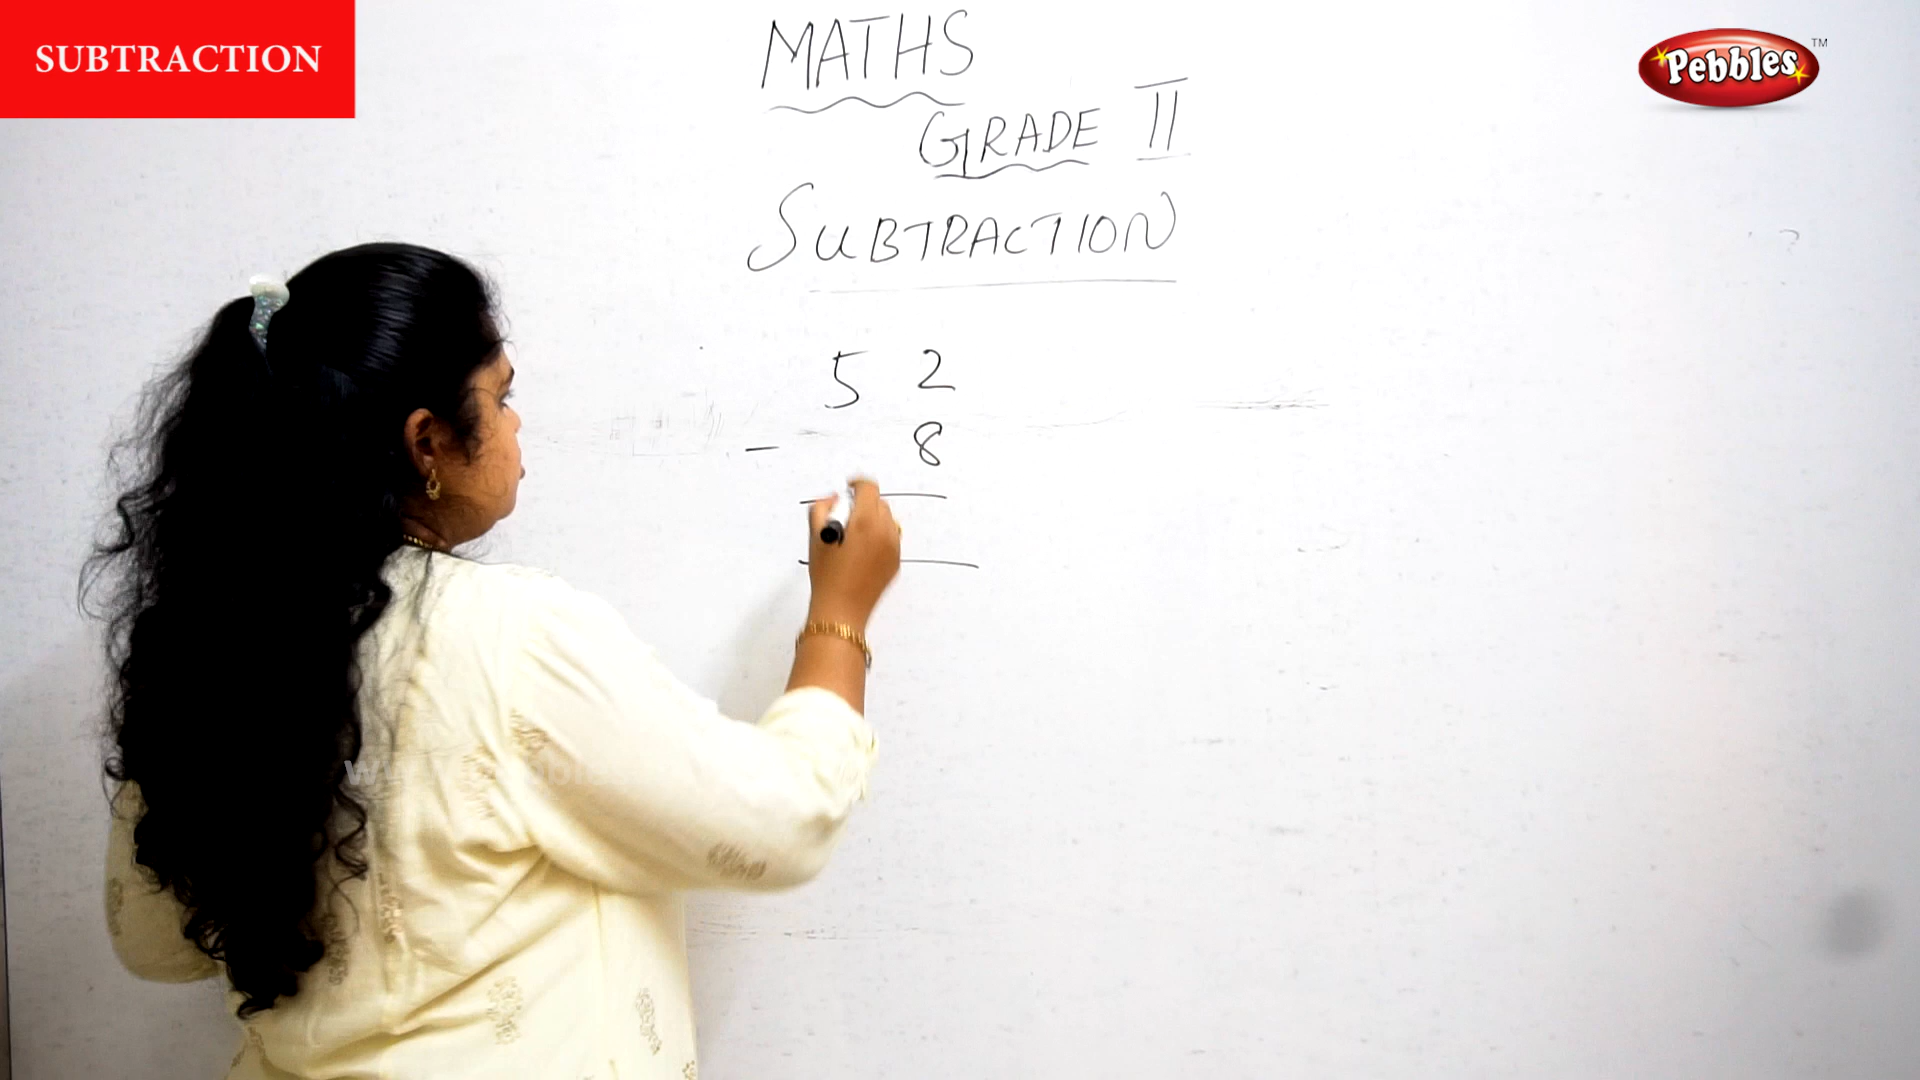 SUBTRACTION
Pebbles TM
MATHS
GRADE II
SUBTRACTION
5 2
- 8